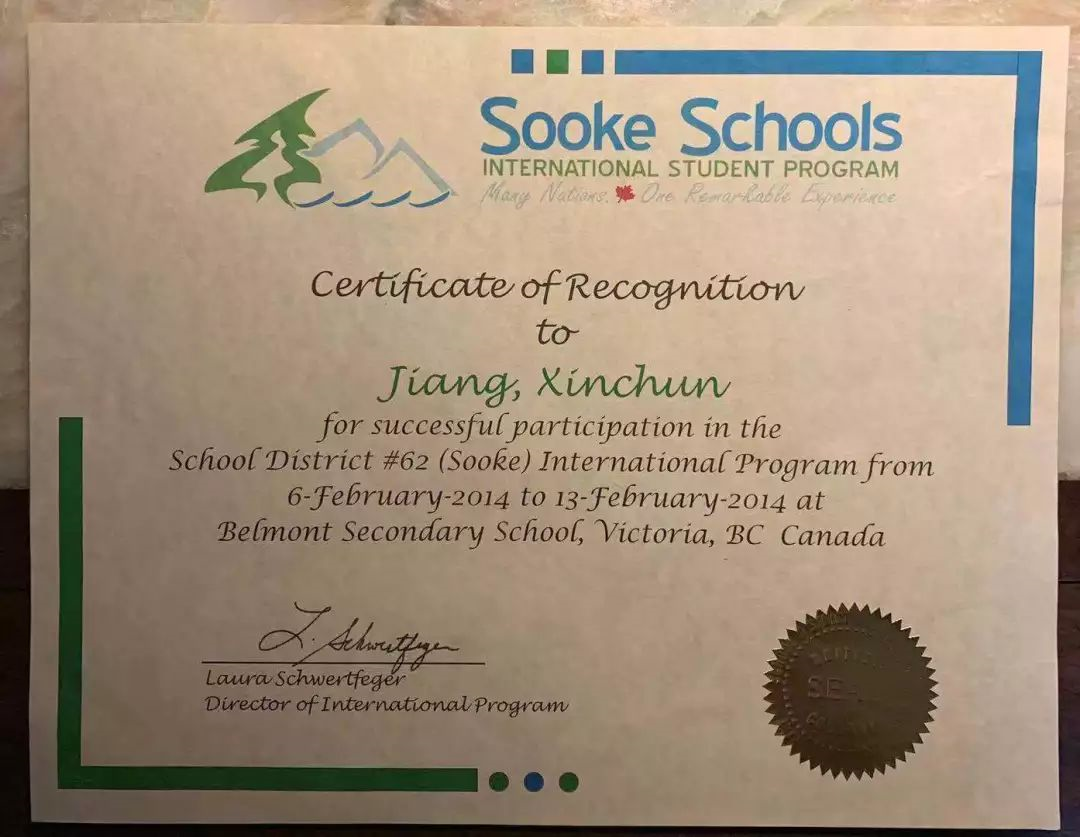 Sooke Schools
INTERNATIONAL STUDENT PROGRAM
Many Nations. One Remarkable Experience
Certificate of Recognition
to
Jiang, Xinchun
for successful participation in the
School District #62 (Sooke) International Program from
6-February-2014 to 13-February-2014 at
Belmont Secondary School, Victoria, BC Canada
L. Schwertfeger
Laura Schwertfeger
Director of International Program